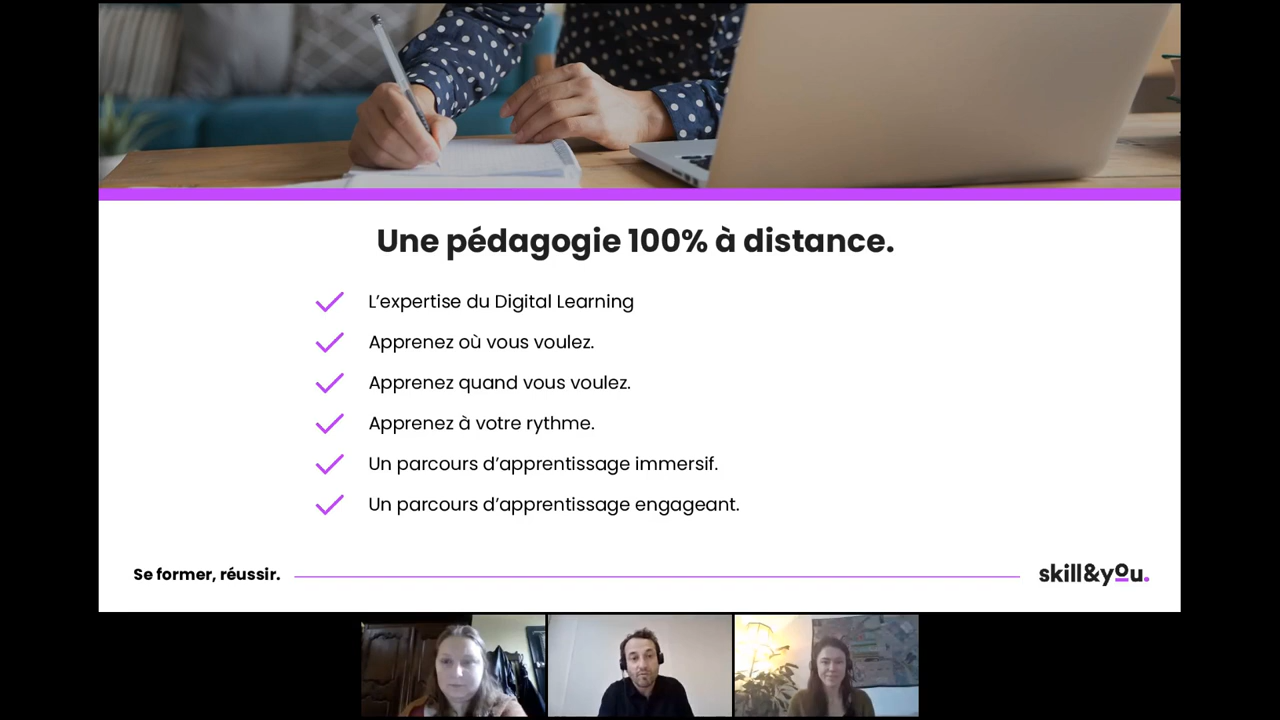 Une pédagogie 100% à distance.
L’expertise du Digital Learning
Apprenez où vous voulez.
Apprenez quand vous voulez.
Apprenez à votre rythme.
Un parcours d’apprentissage immersif.
Un parcours d’apprentissage engageant.
Se former, réussir.
skill&you.